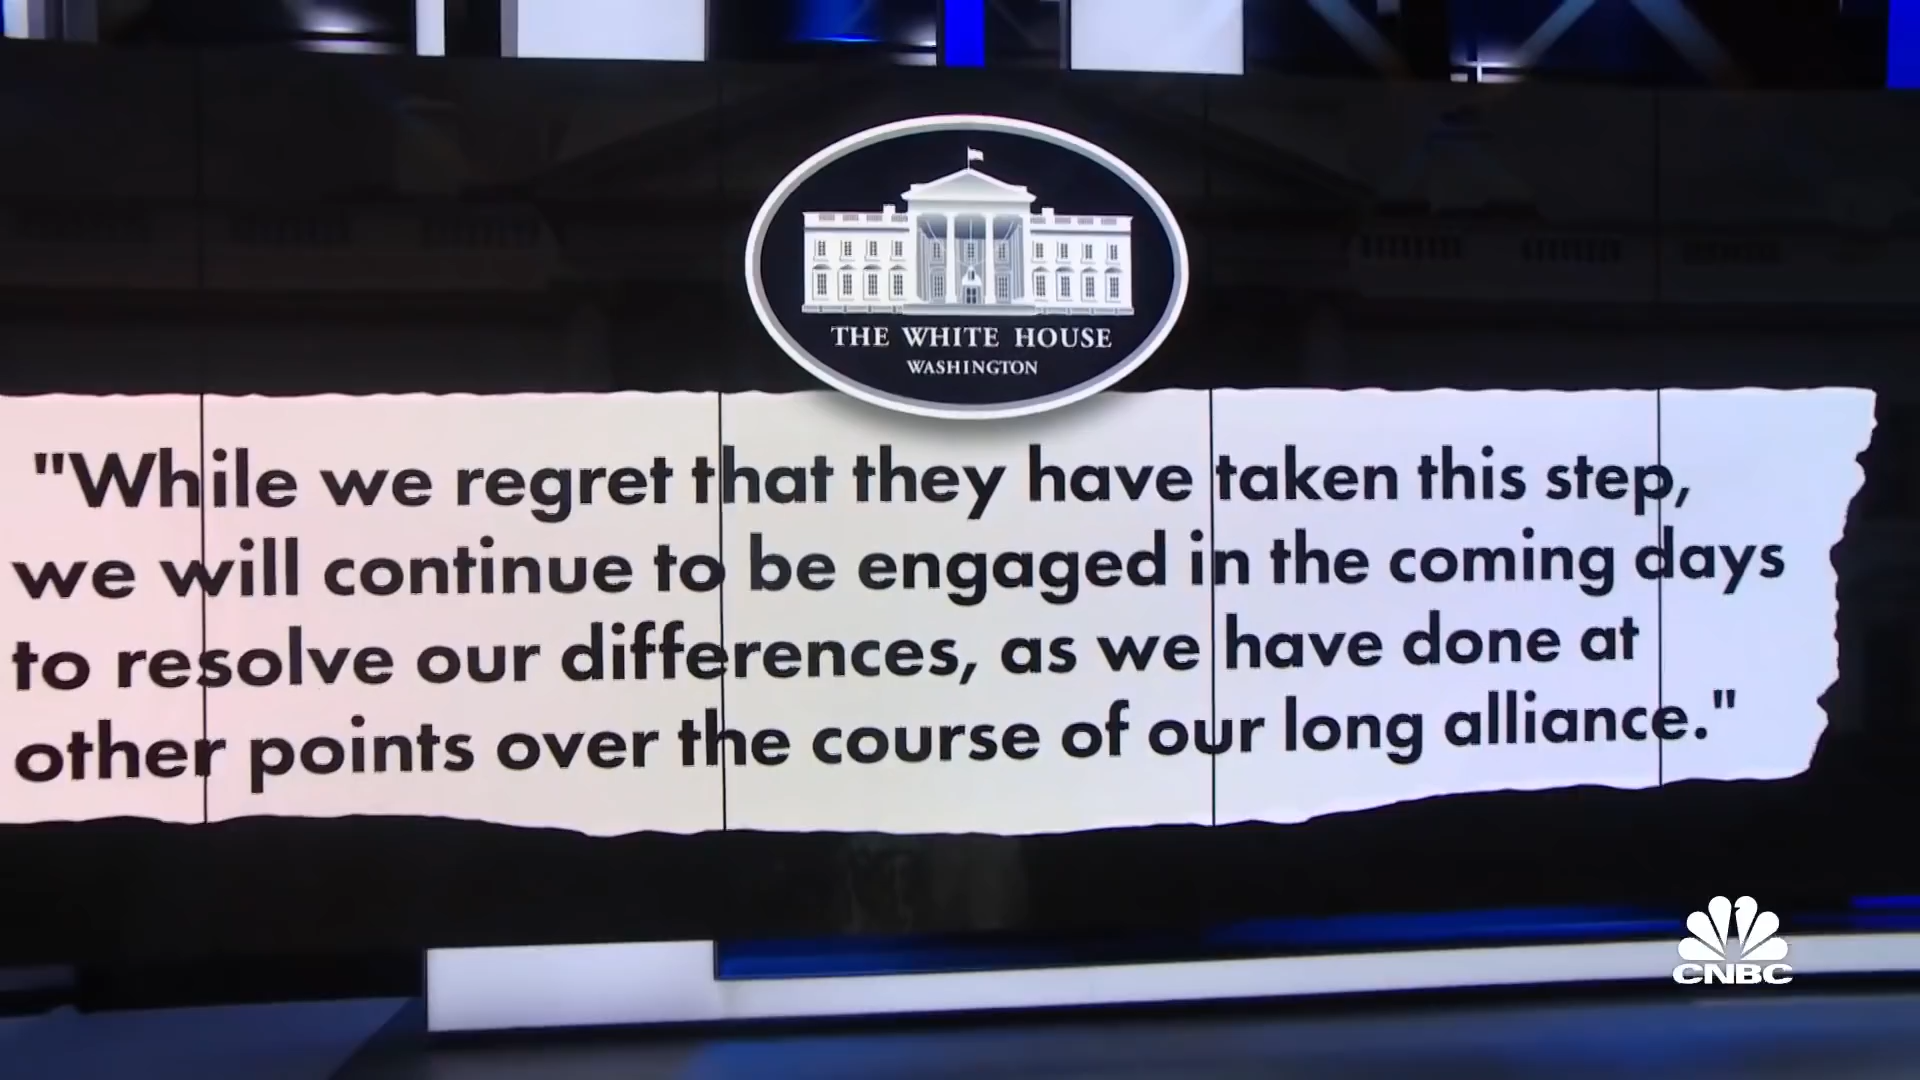 THE WHITE HOUSE
WASHINGTON
"While we regret that they have taken this step,
we will continue to be engaged in the coming days
to resolve our differences, as we have done at
other points over the course of our long alliance."
CNBC